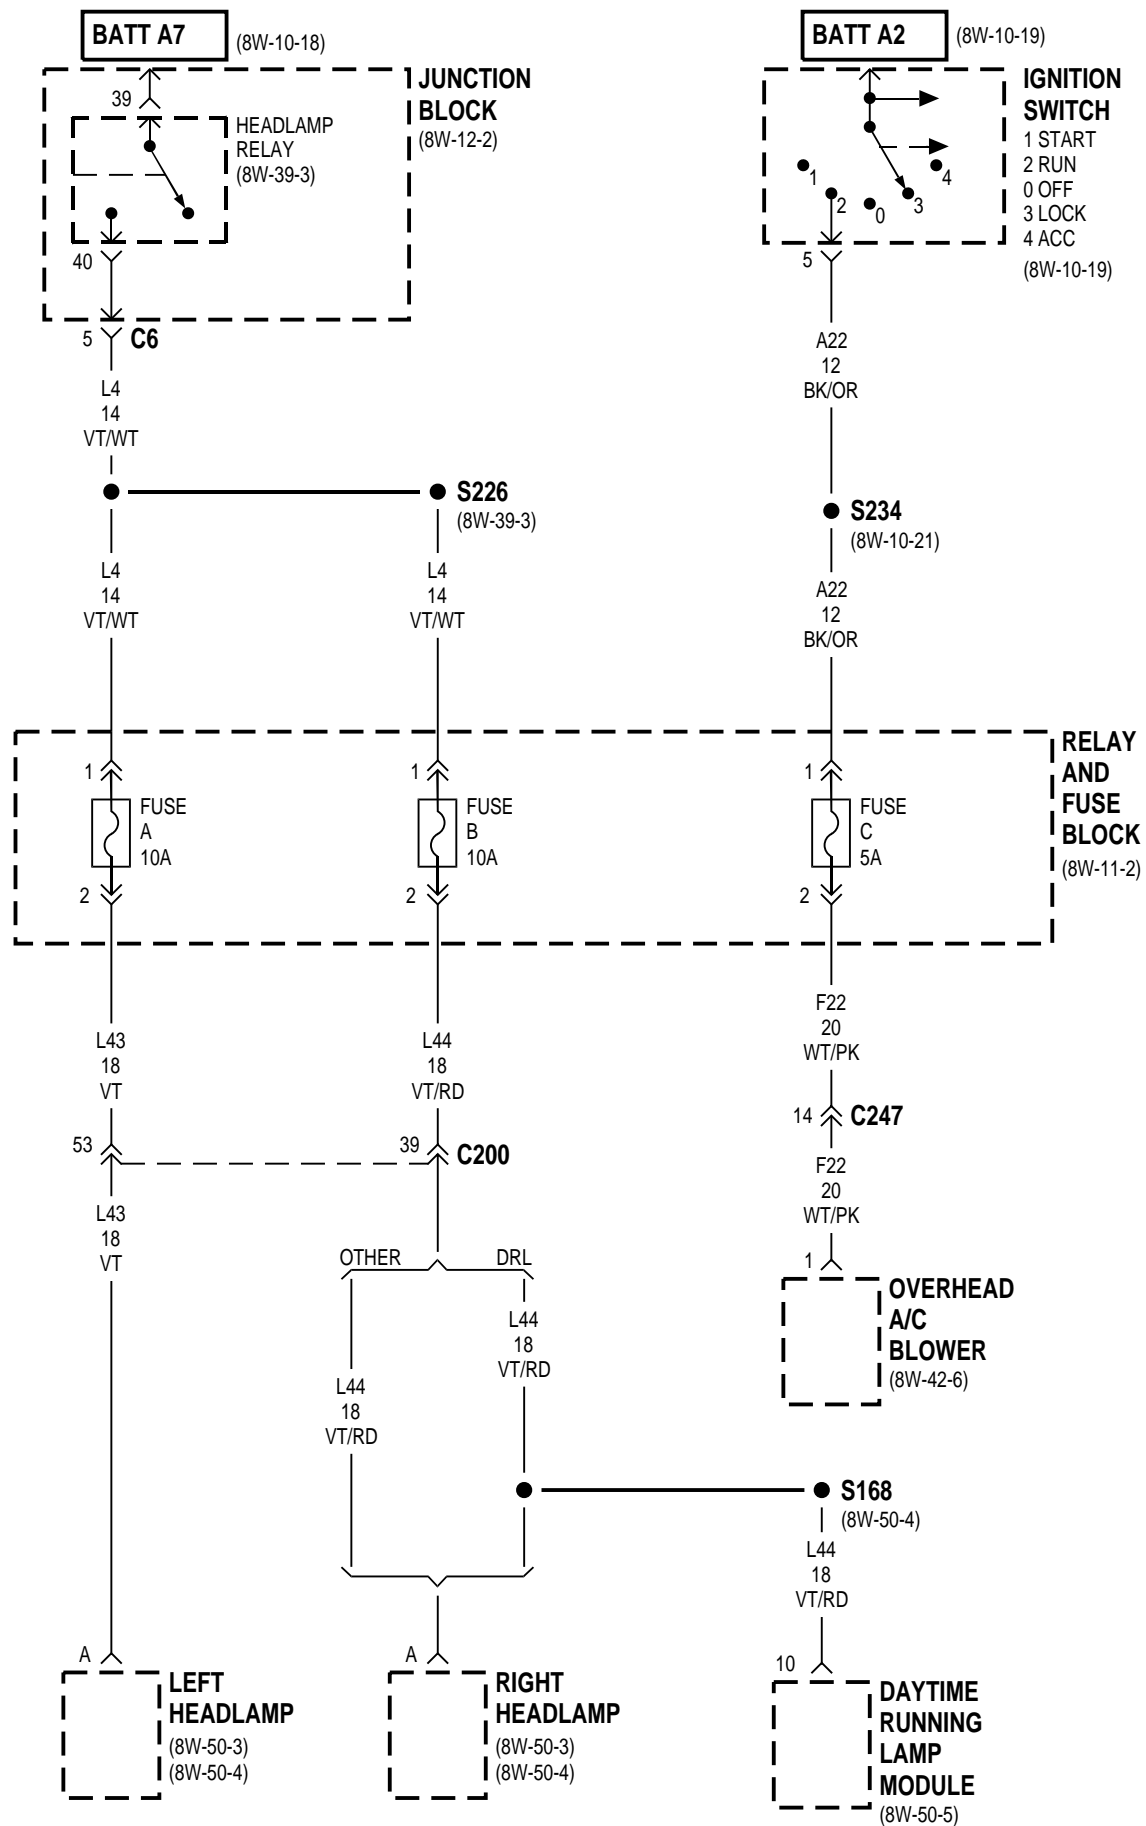 BATT A7
(8W-10-18)
BATT A2
(8W-10-19)
JUNCTION
BLOCK
(8W-12-2)
39
HEADLAMP
RELAY
(8W-39-3)
40
5
C6
IGNITION
SWITCH
1 START
2 RUN
0 OFF
3 LOCK
4 ACC
(8W-10-19)
1
2
0
3
4
5
L4
14
VT/WT
A22
12
BK/OR
S226
(8W-39-3)
S234
(8W-10-21)
L4
14
VT/WT
L4
14
VT/WT
A22
12
BK/OR
RELAY
AND
FUSE
BLOCK
(8W-11-2)
1
FUSE
A
10A
2
1
FUSE
B
10A
2
1
FUSE
C
5A
2
L43
18
VT
L44
18
VT/RD
F22
20
WT/PK
53
39
C200
14
C247
L43
18
VT
F22
20
WT/PK
OTHER
DRL
1
OVERHEAD
A/C
BLOWER
(8W-42-6)
L44
18
VT/RD
L44
18
VT/RD
S168
(8W-50-4)
L44
18
VT/RD
A
LEFT
HEADLAMP
(8W-50-3)
(8W-50-4)
A
RIGHT
HEADLAMP
(8W-50-3)
(8W-50-4)
10
DAYTIME
RUNNING
LAMP
MODULE
(8W-50-5)